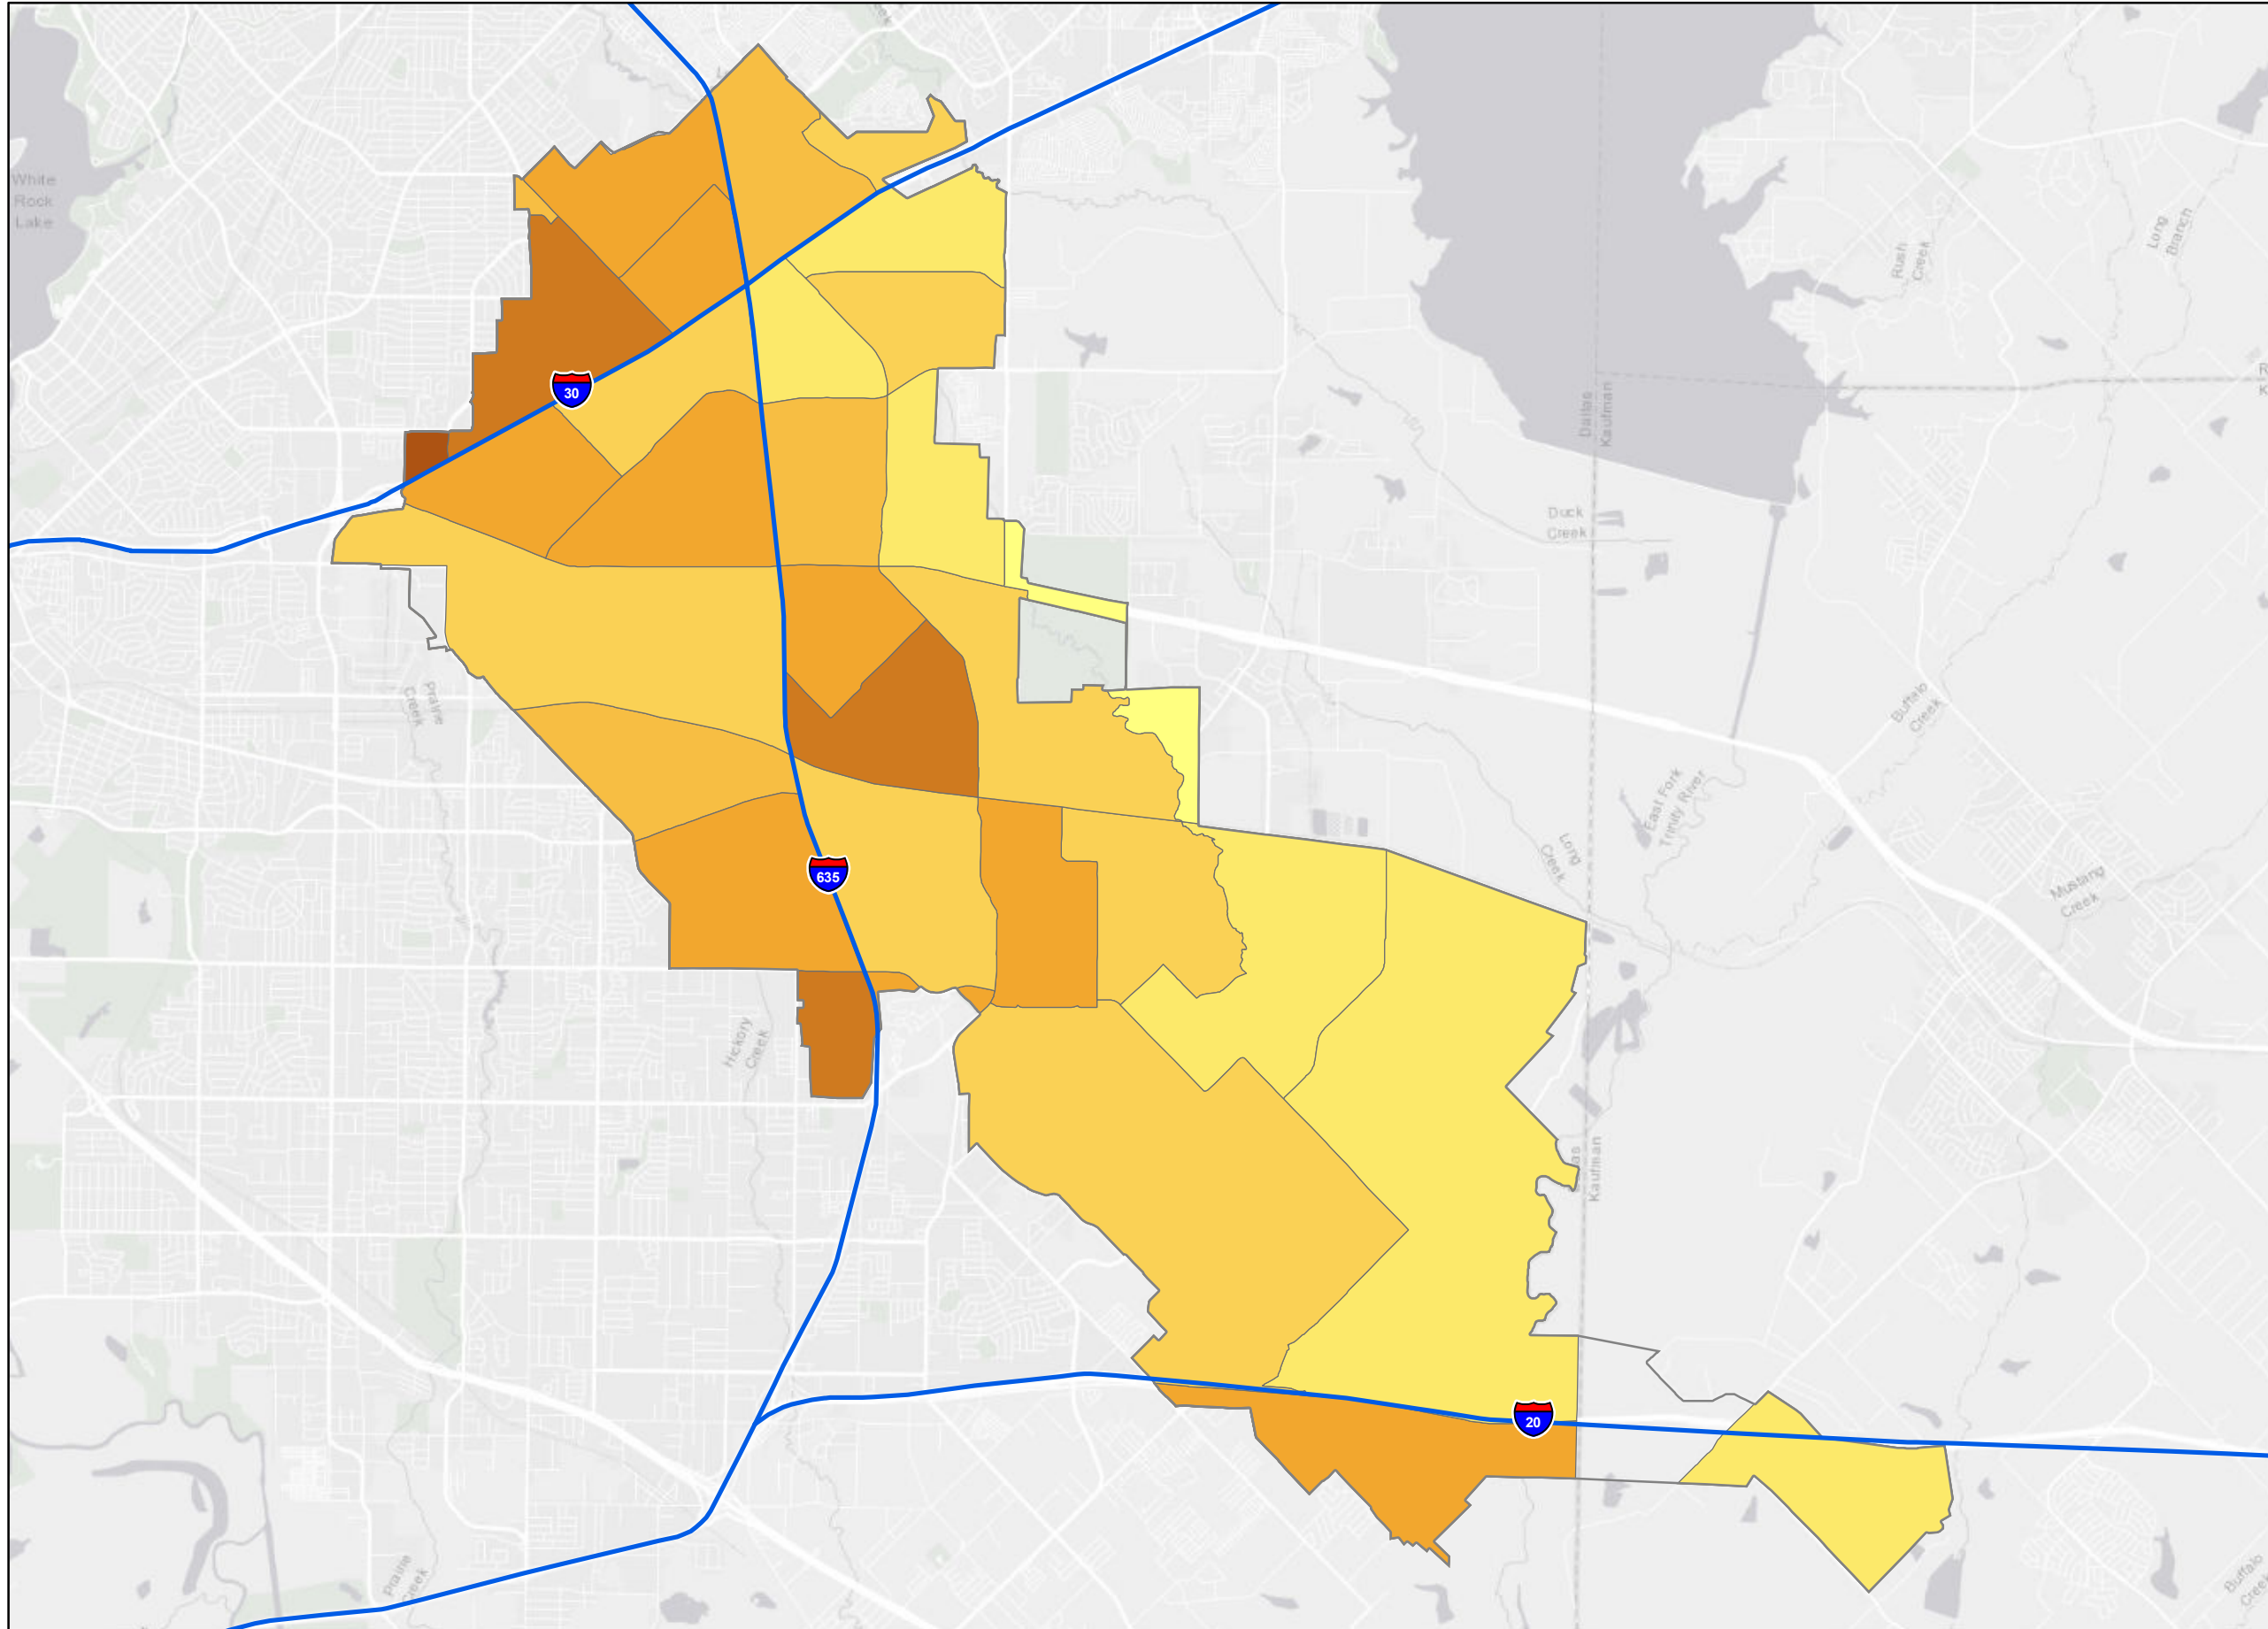 White
Rock
Lake
Long
Branch
Rush
Creek
30
Dallas
Kaufman
Duck
Creek
Prairie
Creek
Buffalo
Creek
East Fork
Trinity River
Long
Creek
635
Mustang
Creek
Hickory
Creek
Kaufman
20
Prairie
Creek
Buffalo
Creek